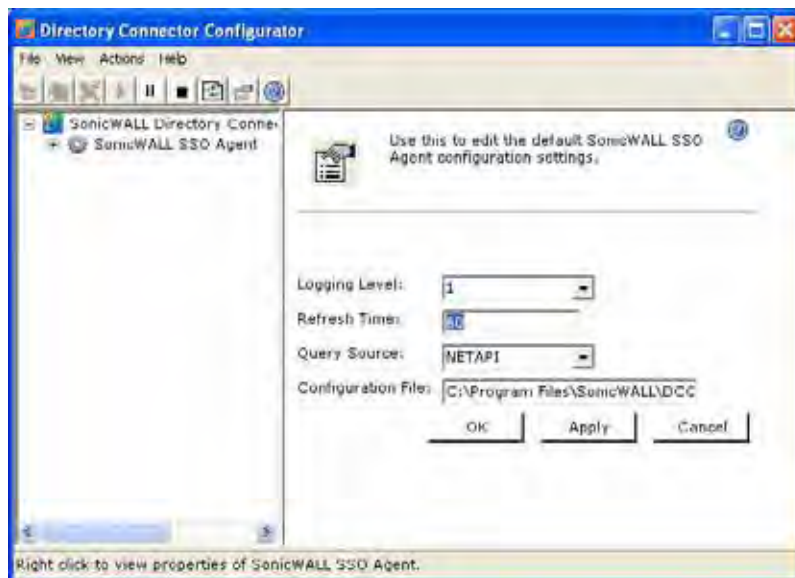 Directory Connector Configurator
File View Actions Help
SonicWALL Directory Conne
SonicWALL SSO Agent
Use this to edit the default SonicWALL SSO
Agent configuration settings.
Logging Level: 1
Refresh Time: 60
Query Source: NETAPI
Configuration File: C:\Program Files\SonicWALL\DCC
OK Apply Cancel
Right click to view properties of SonicWALL SSO Agent.